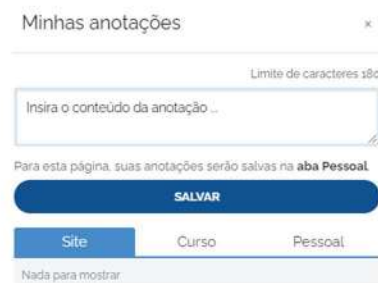 Minhas anotações ×
Limite de caracteres 180
Insira o conteúdo da anotação ...
Para esta página, suas anotações serão salvas na aba Pessoal
SALVAR
Site Curso Pessoal
Nada para mostrar